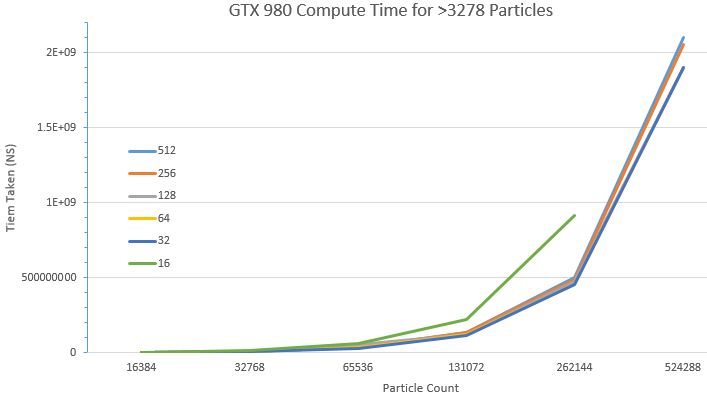 GTX 980 Compute Time for >3278 Particles
2E+09
1.5E+09
1E+09
500000000
0
Tiem Taken (NS)
512
256
128
64
32
16
16384 32768 65536 131072 262144 524288
Particle Count